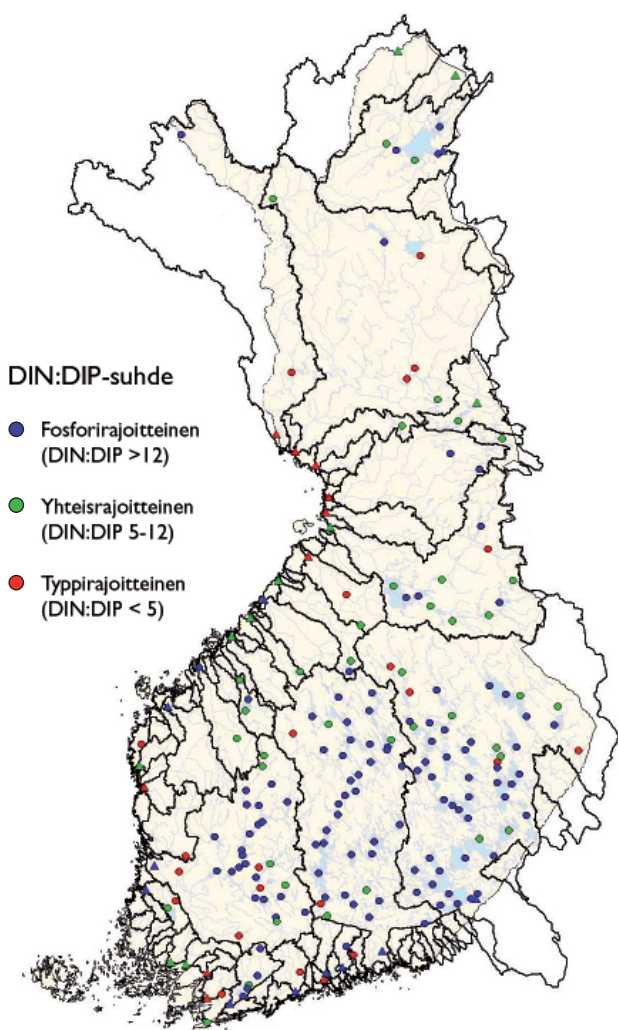 DIN:DIP-suhde
Fosforirajoitteinen
(DIN:DIP >12)
Yhteisrajoitteinen
(DIN:DIP 5-12)
Typpirajoitteinen
(DIN:DIP < 5)